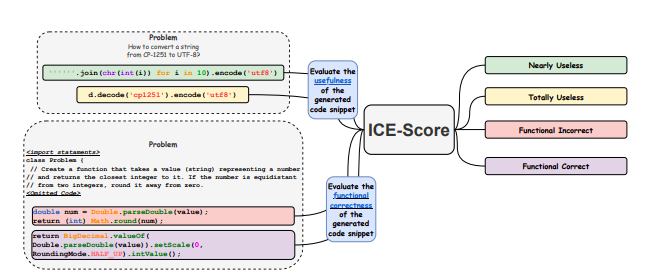 Problem
How to convert a string
from CP-1251 to UTF-8?
.join(chr(int(i)) for i in 10).encode('utf8')
d.decode('cp1251').encode('utf8')
Evaluate the
usefulness
of the
generated
code snippet
Problem
<import statements>
class Problem {
// Create a function that takes a value (string) representing a number
// and returns the closest integer to it. If the number is equidistant
// from two integers, round it away from zero.
<Omitted Code>
double num = Double.parseDouble(value);
return (int) Math.round(num);
return BigDecimal.valueOf(
Double.parseDouble(value)).setScale(0,
RoundingMode.HALF_UP).intValue();
Evaluate the
functional
correctness
of the
generated
code snippet
ICE-Score
Nearly Useless
Totally Useless
Functional Incorrect
Functional Correct